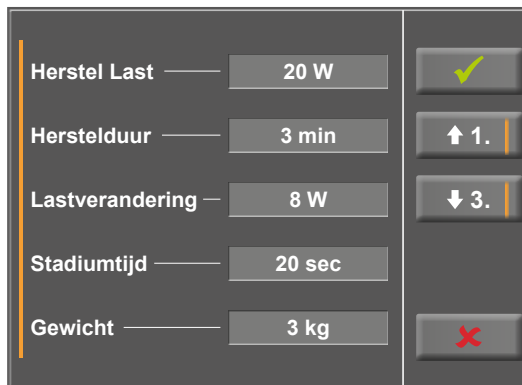 Herstel Last 20 W
Herstelduur 3 min
1.
Lastverandering 8 W
3.
Stadiumtijd 20 sec
Gewicht 3 kg